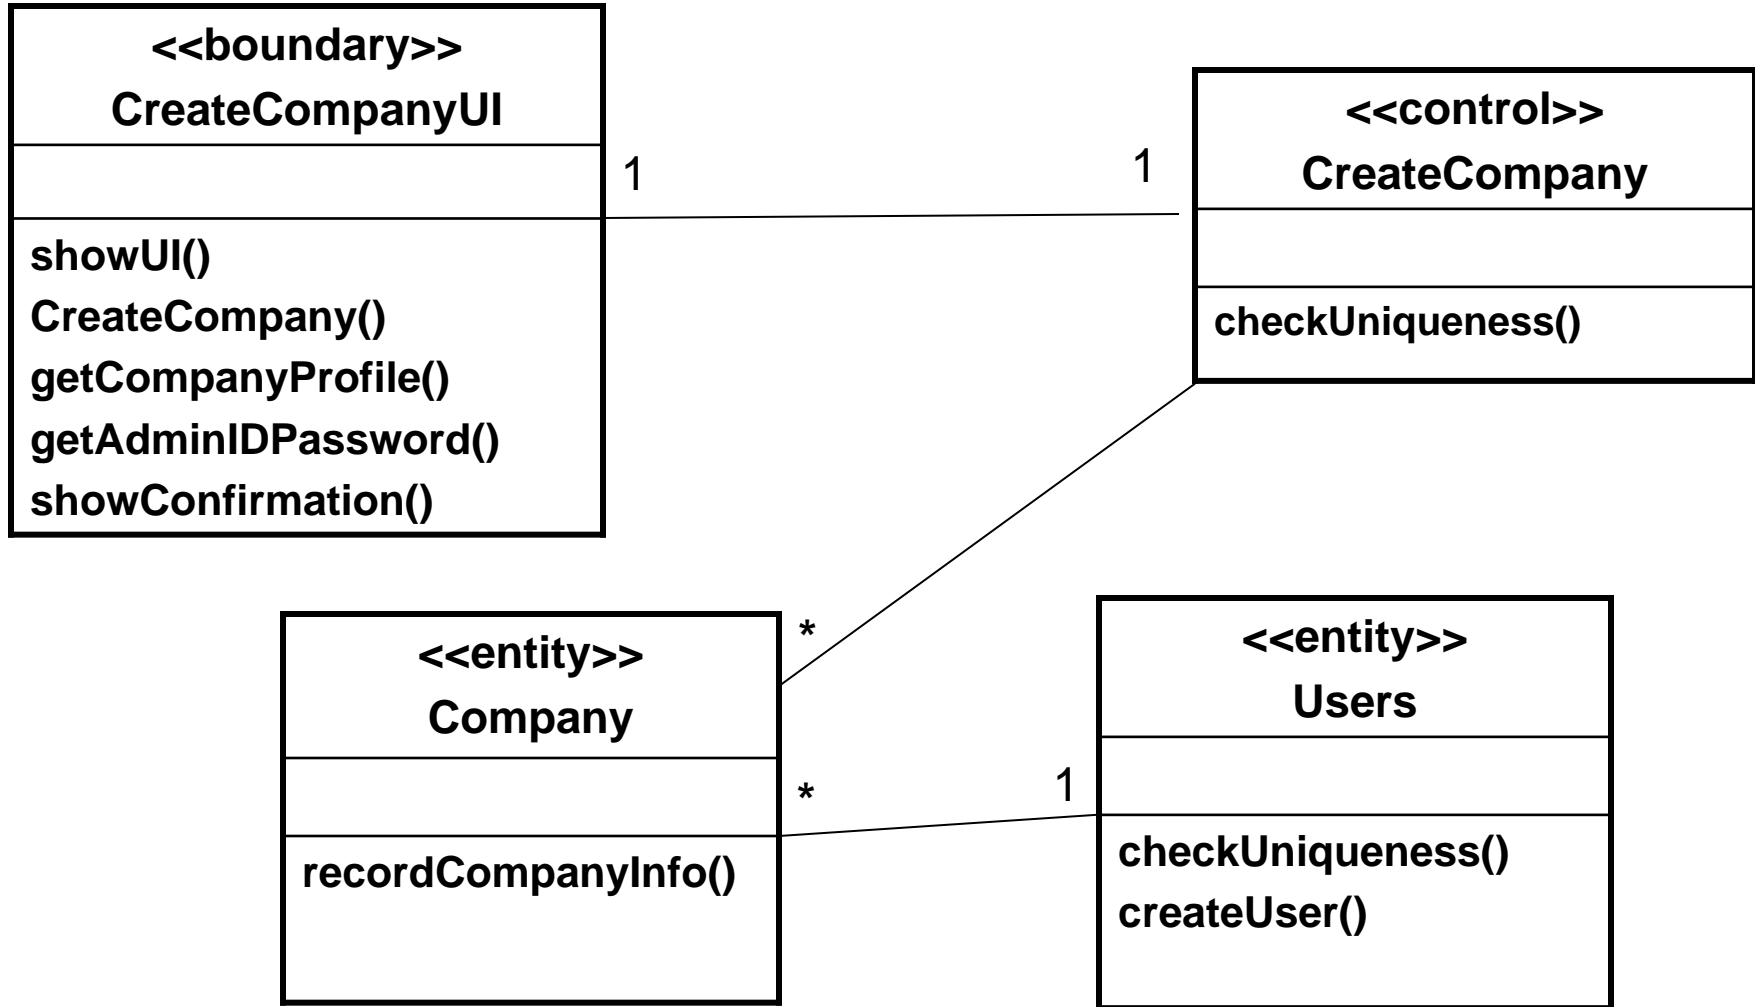 <<boundary>>
CreateCompanyUI
showUI()
CreateCompany()
getCompanyProfile()
getAdminIDPassword()
showConfirmation()
1
1
<<control>>
CreateCompany
checkUniqueness()
<<entity>>
Company
recordCompanyInfo()
*
*
1
<<entity>>
Users
checkUniqueness()
createUser()